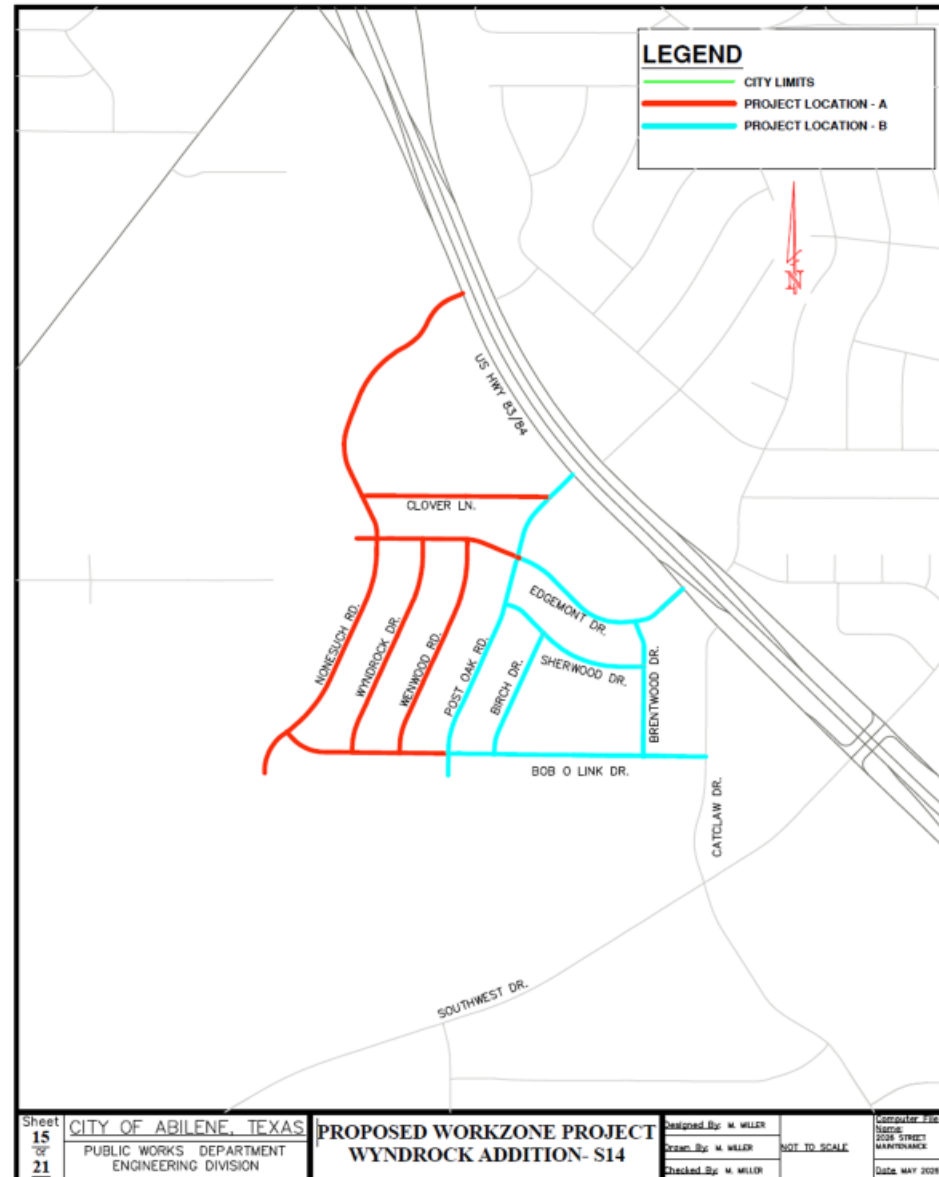 LEGEND
CITY LIMITS
PROJECT LOCATION - A
PROJECT LOCATION - B
N
US HWY 83/84
CLOVER LN.
EDGEMONT DR.
NONESUCH RD.
WYNDROCK DR.
WENWOOD RD.
POST OAK RD.
BIRCH DR.
SHERWOOD DR.
BRENTWOOD DR.
BOB O LINK DR.
CATCLAW DR.
SOUTHWEST DR.
Sheet
15
OF
21
CITY OF ABILENE, TEXAS
PUBLIC WORKS DEPARTMENT
ENGINEERING DIVISION
PROPOSED WORKZONE PROJECT
WYNDROCK ADDITION- S14
Designed By: M. MILLER
Drawn By: M. MILLER
Checked By: M. MILLER
NOT TO SCALE
Computer File
Name:
2026 STREET
MAINTENANCE
Date: MAY 2026